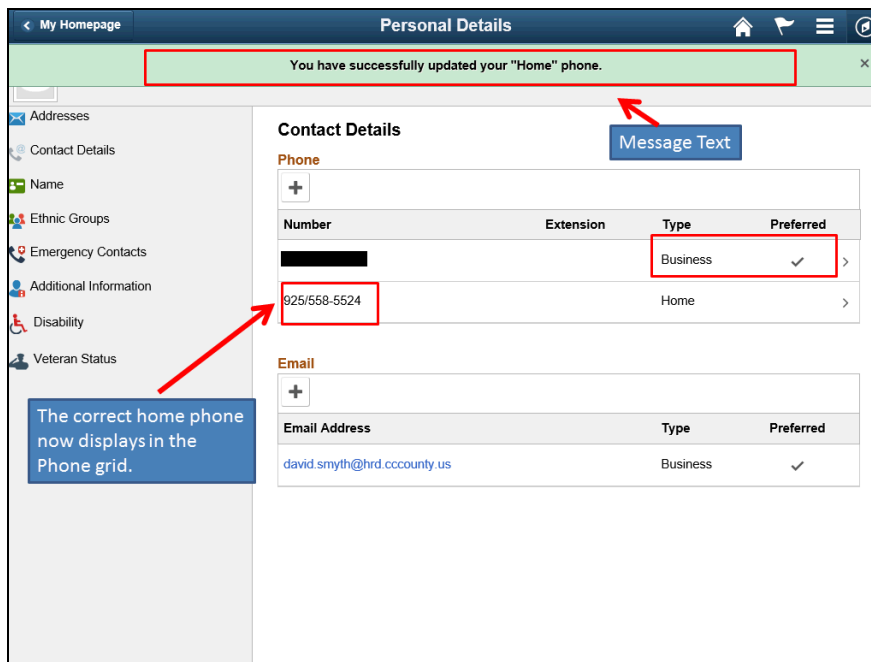 My Homepage
Personal Details
You have successfully updated your "Home" phone.
Message Text
Addresses
Contact Details
Name
Ethnic Groups
Emergency Contacts
Additional Information
Disability
Veteran Status
The correct home phone
now displays in the
Phone grid.
Contact Details
Phone
Number Extension Type Preferred
Business
925/558-5524 Home
Email
Email Address Type Preferred
david.smyth@hrd.cccounty.us Business